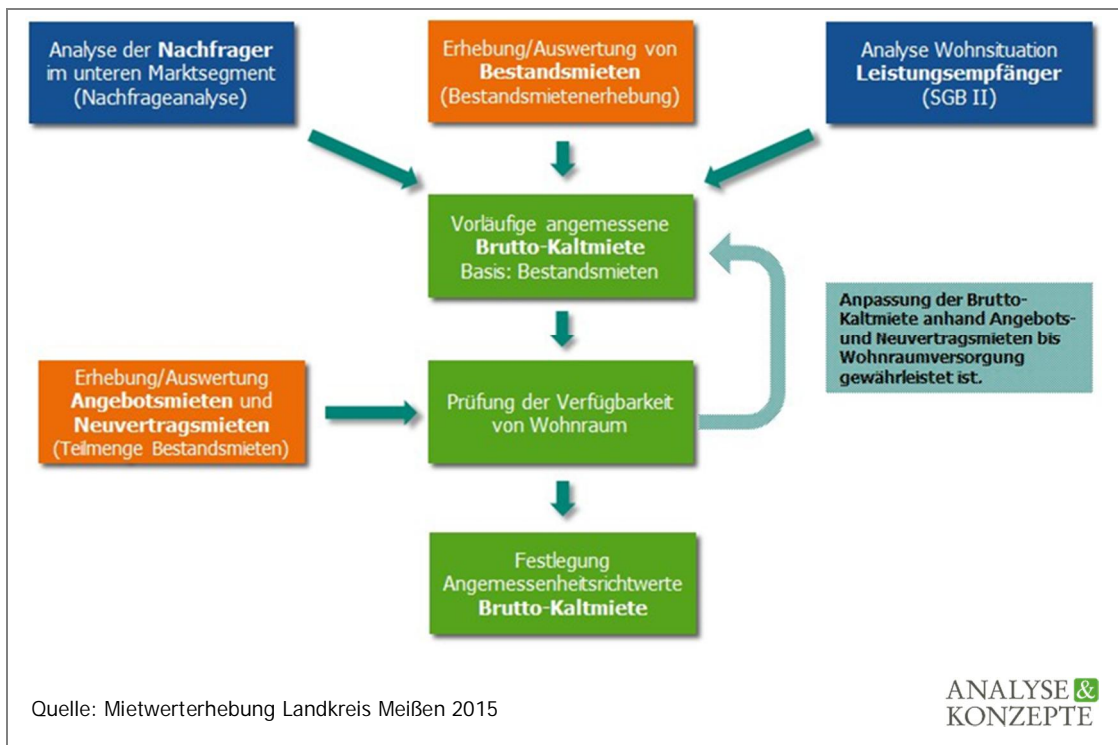 Analyse der Nachfrager
im unteren Marktsegment
(Nachfrageanalyse)
Erhebung/Auswertung von
Bestandsmieten
(Bestandsmietenerhebung)
Analyse Wohnsituation
Leistungsempfänger
(SGB II)
Vorläufige angemessene
Brutto-Kaltmiete
Basis: Bestandsmieten
Anpassung der Brutto-
Kaltmiete anhand Angebots-
und Neuvertragsmieten bis
Wohnraumversorgung
gewährleistet ist.
Erhebung/Auswertung
Angebotsmieten und
Neuvertragsmieten
(Teilmenge Bestandsmieten)
Prüfung der Verfügbarkeit
von Wohnraum
Festlegung
Angemessenheitsrichtwerte
Brutto-Kaltmiete
Quelle: Mietwerterhebung Landkreis Meißen 2015
ANALYSE &
KONZEPTE